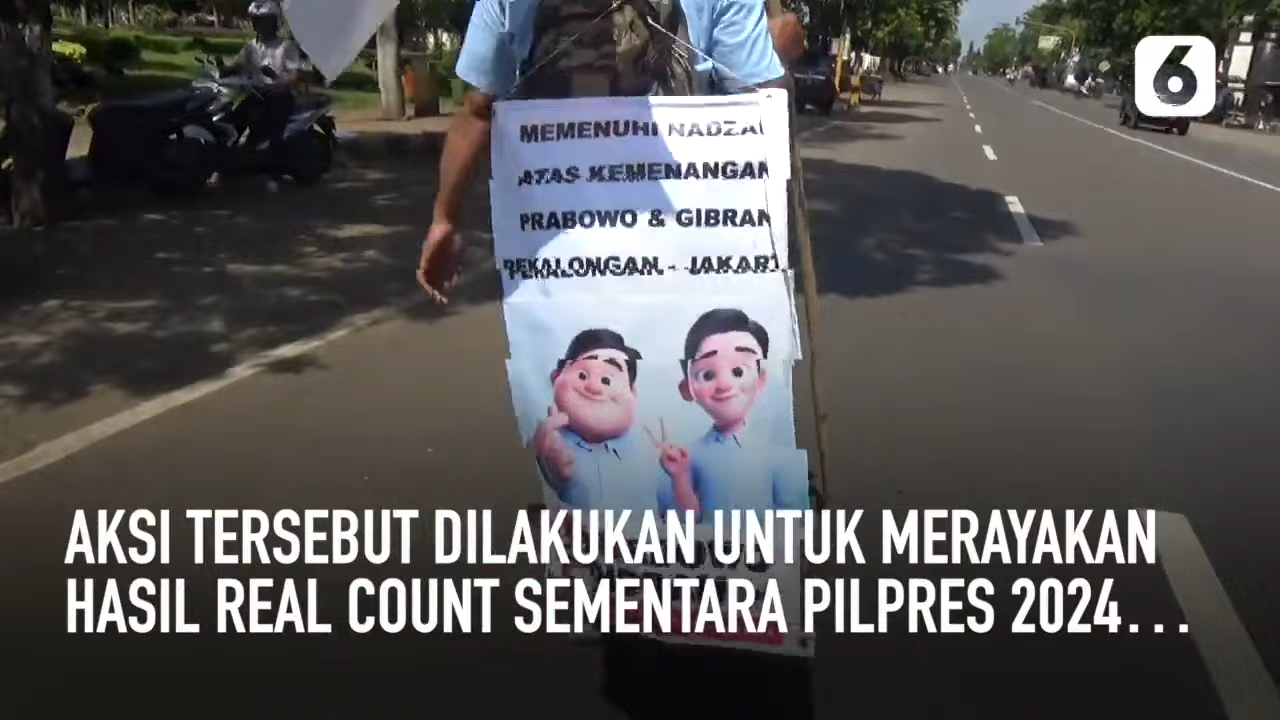 6
MEMENUHI NADZA
ATAS KEMENANGAN
PRABOWO & GIBRAN
PEKALONGAN - JAKART
AKSI TERSEBUT DILAKUKAN UNTUK MERAYAKAN
HASIL REAL COUNT SEMENTARA PILPRES 2024...